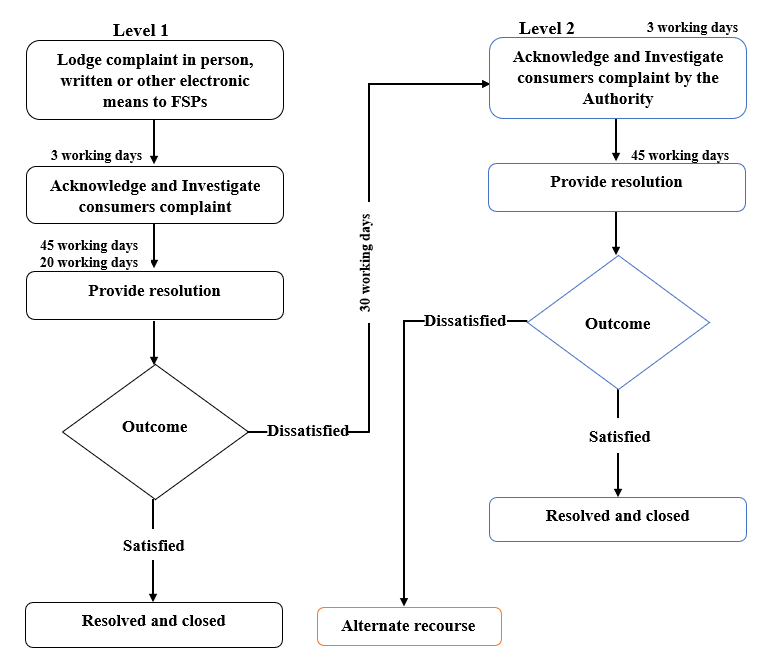 Level 1
Lodge complaint in person,
written or other electronic
means to FSPs
3 working days
Acknowledge and Investigate
consumers complaint
45 working days
20 working days
Provide resolution
Outcome
Dissatisfied
Satisfied
Resolved and closed
30 working days
Level 2
3 working days
Acknowledge and Investigate
consumers complaint by the
Authority
45 working days
Provide resolution
Outcome
Dissatisfied
Satisfied
Resolved and closed
Alternate recourse